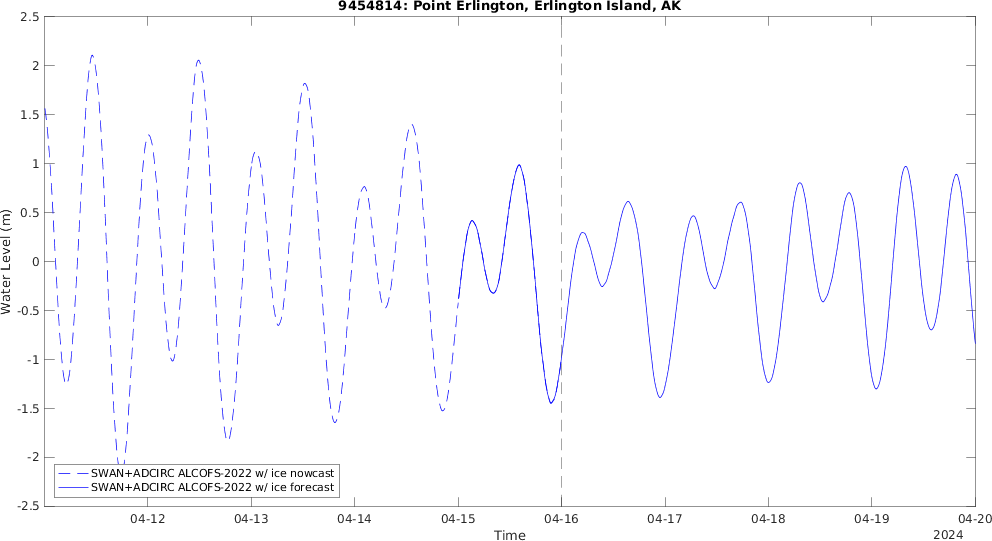 9454814: Point Erlington, Erlington Island, AK
2.5
2
1.5
1
0.5
0
-0.5
-1
-1.5
-2
-2.5
Water Level (m)
SWAN+ADCIRC ALCOFS-2022 w/ ice nowcast
SWAN+ADCIRC ALCOFS-2022 w/ ice forecast
04-12 04-13 04-14 04-15 04-16 04-17 04-18 04-19 04-20
Time
2024